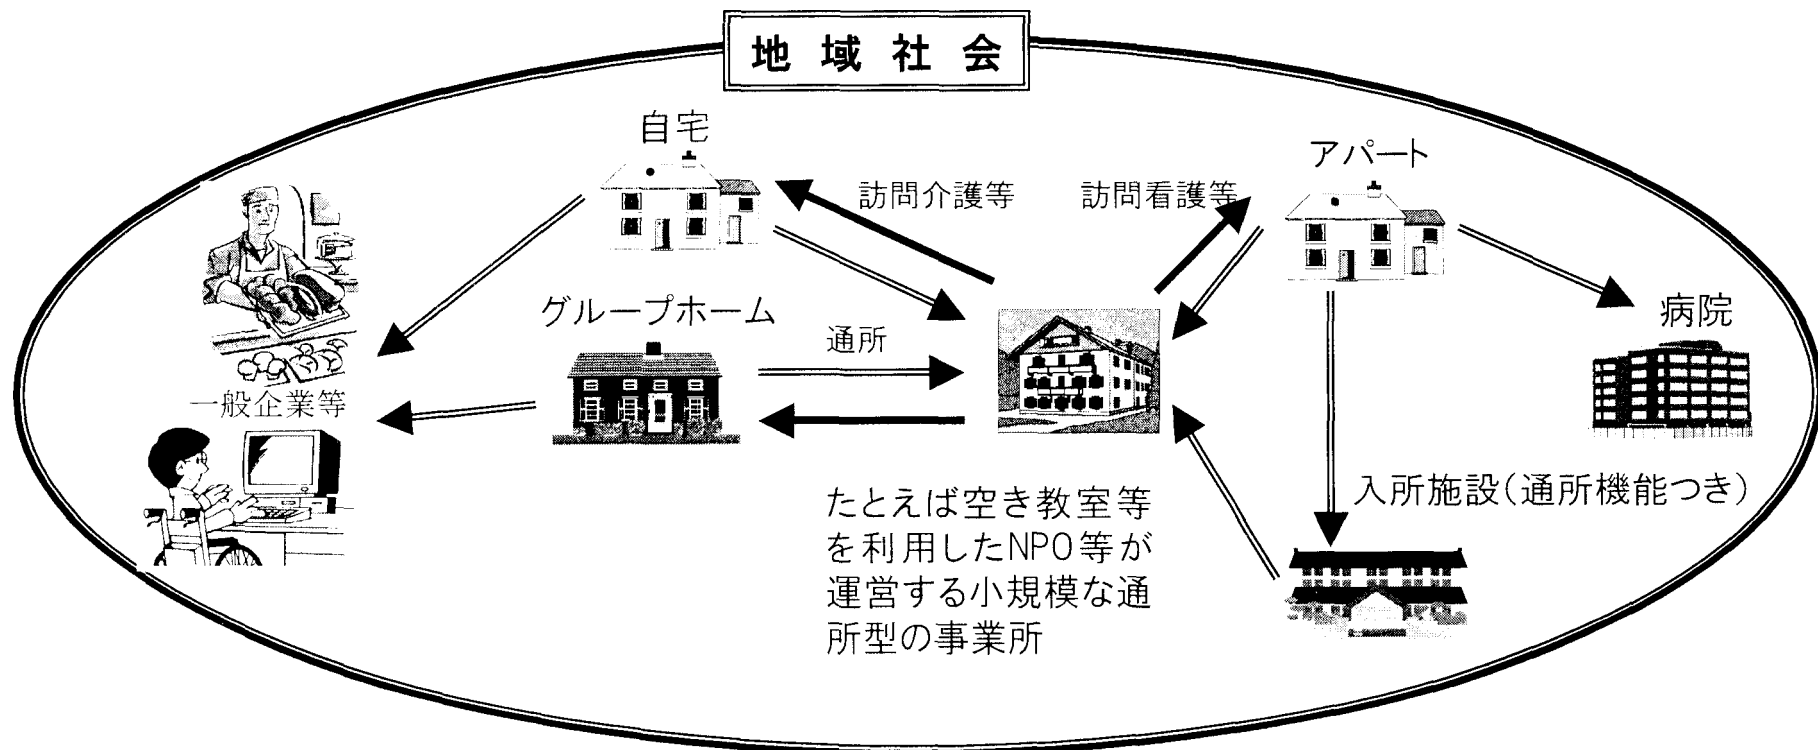 地域社会
自宅
アパート
訪問介護等
訪問看護等
グループホーム
通所
病院
一般企業等
入所施設(通所機能つき)
たとえば空き教室等
を利用したNPO等が
運営する小規模な通
所型の事業所